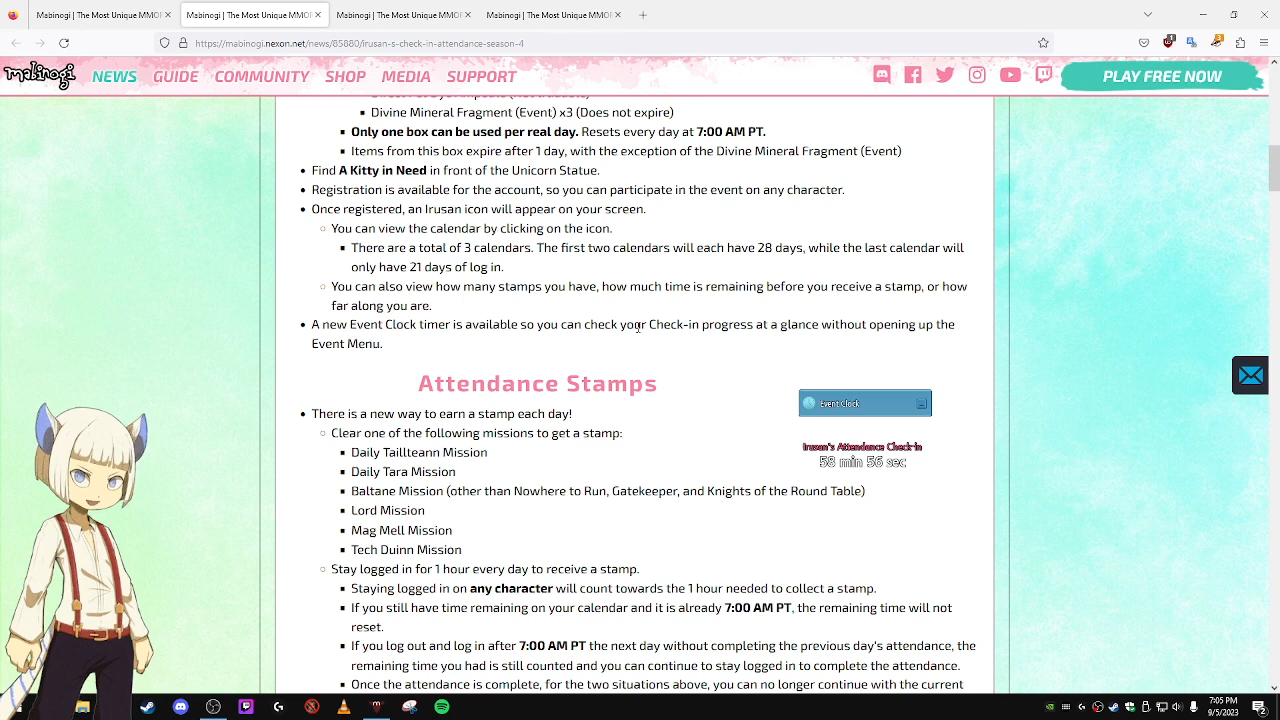 Mabinogi | The Most Unique MMOF
Mabinogi | The Most Unique MMOF
Mabinogi | The Most Unique MMOF
Mabinogi | The Most Unique MMOF
https://mabinogi.nexon.net/news/85880/irusan-s-check-in-attendance-season-4
mabinogi NEWS GUIDE COMMUNITY SHOP MEDIA SUPPORT PLAY FREE NOW
Divine Mineral Fragment (Event) x3 (Does not expire)
Only one box can be used per real day. Resets every day at 7:00 AM PT.
Items from this box expire after 1 day, with the exception of the Divine Mineral Fragment (Event)
Find A Kitty in Need in front of the Unicorn Statue.
Registration is available for the account, so you can participate in the event on any character.
Once registered, an Irusan icon will appear on your screen.
You can view the calendar by clicking on the icon.
There are a total of 3 calendars. The first two calendars will each have 28 days, while the last calendar will
only have 21 days of log in.
You can also view how many stamps you have, how much time is remaining before you receive a stamp, or how
far along you are.
A new Event Clock timer is available so you can check your Check-in progress at a glance without opening up the
Event Menu.
Attendance Stamps
There is a new way to earn a stamp each day!
Clear one of the following missions to get a stamp:
Daily Taillteann Mission
Daily Tara Mission
Baltane Mission (other than Nowhere to Run, Gatekeeper, and Knights of the Round Table)
Lord Mission
Mag Mell Mission
Tech Duinn Mission
Event Clock
Irusan's Attendance Check-in
58 min 56 sec
Stay logged in for 1 hour every day to receive a stamp.
Staying logged in on any character will count towards the 1 hour needed to collect a stamp.
If you still have time remaining on your calendar and it is already 7:00 AM PT, the remaining time will not
reset.
If you log out and log in after 7:00 AM PT the next day without completing the previous day's attendance, the
remaining time you had is still counted and you can continue to stay logged in to complete the attendance.
Once the attendance is complete, for the two situations above, you can no longer continue with the current
7:05 PM
9/5/2023